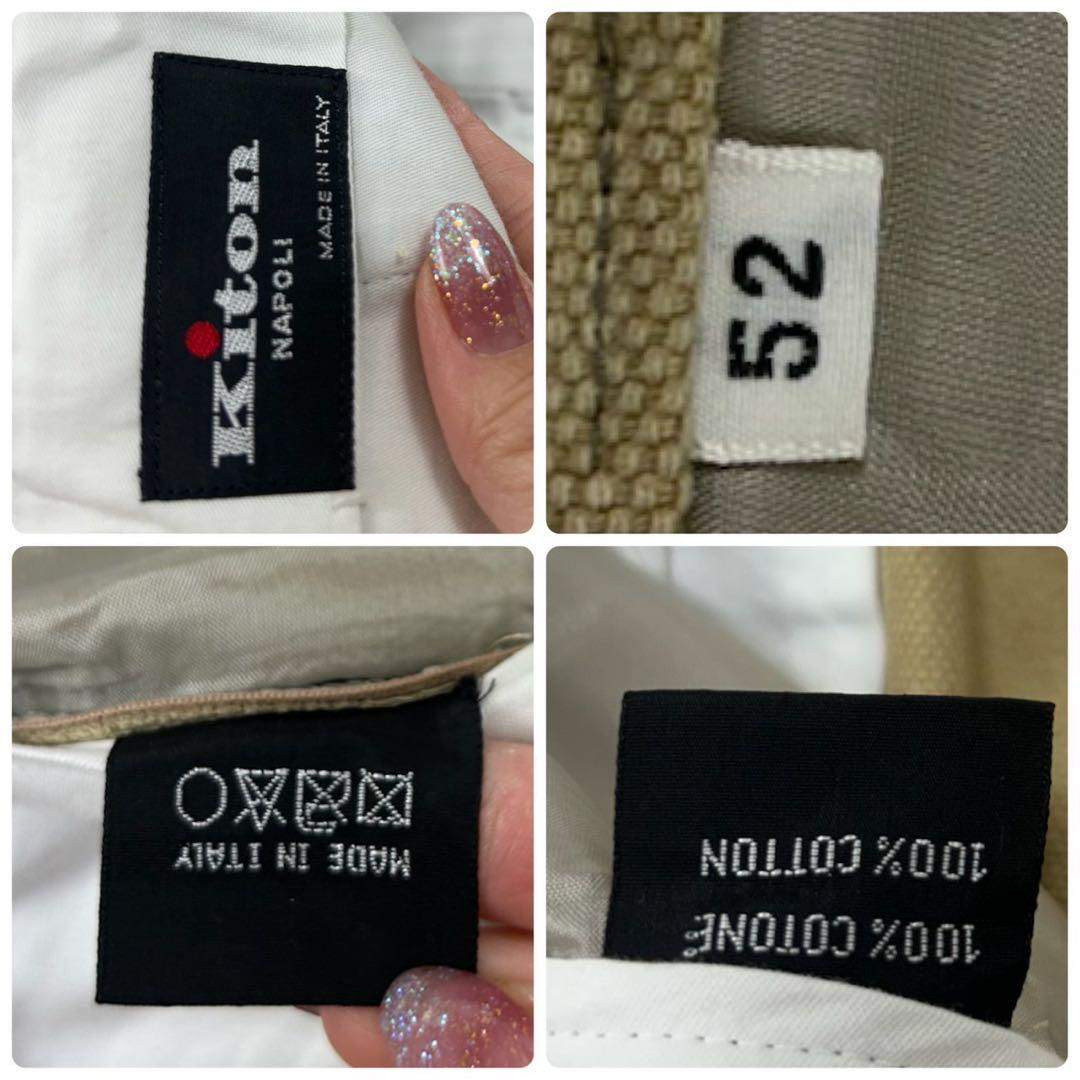 Kiton
NAPOLI
MADE IN ITALY
52
MADE IN ITALY
100% COTONE
100% COTTON